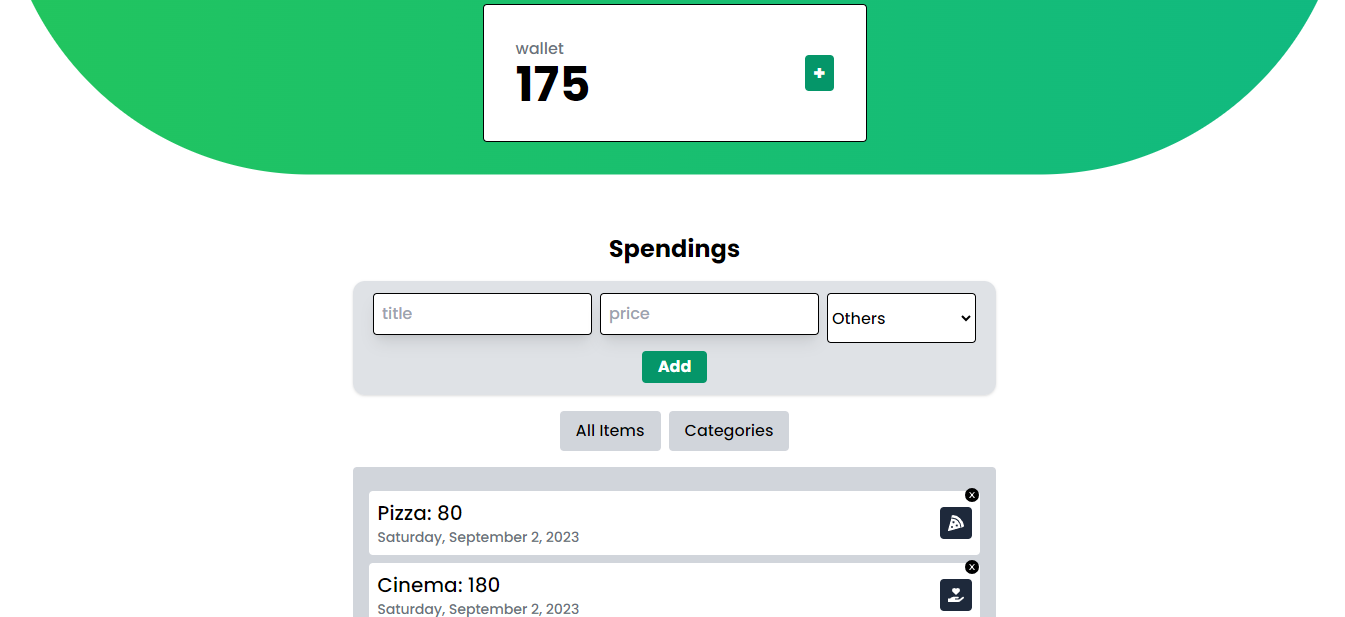 wallet
175
+
Spendings
title
price
Others
Add
All Items
Categories
X
Pizza: 80
Saturday, September 2, 2023
X
Cinema: 180
Saturday, September 2, 2023